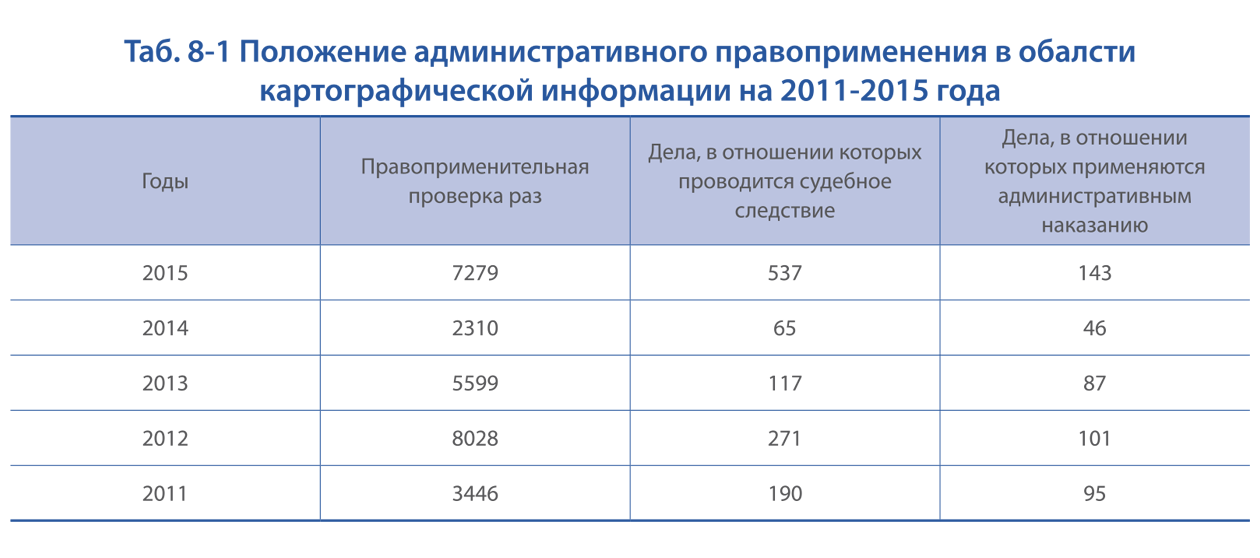 Таб. 8-1 Положение административного правоприменения в обалсти
картографической информации на 2011-2015 года
Годы
Правоприменительная
проверка раз
Дела, в отношении которых
проводится судебное
следствие
Дела, в отношении
которых применяются
административным
наказанию
2015 7279 537 143
2014 2310 65 46
2013 5599 117 87
2012 8028 271 101
2011 3446 190 95